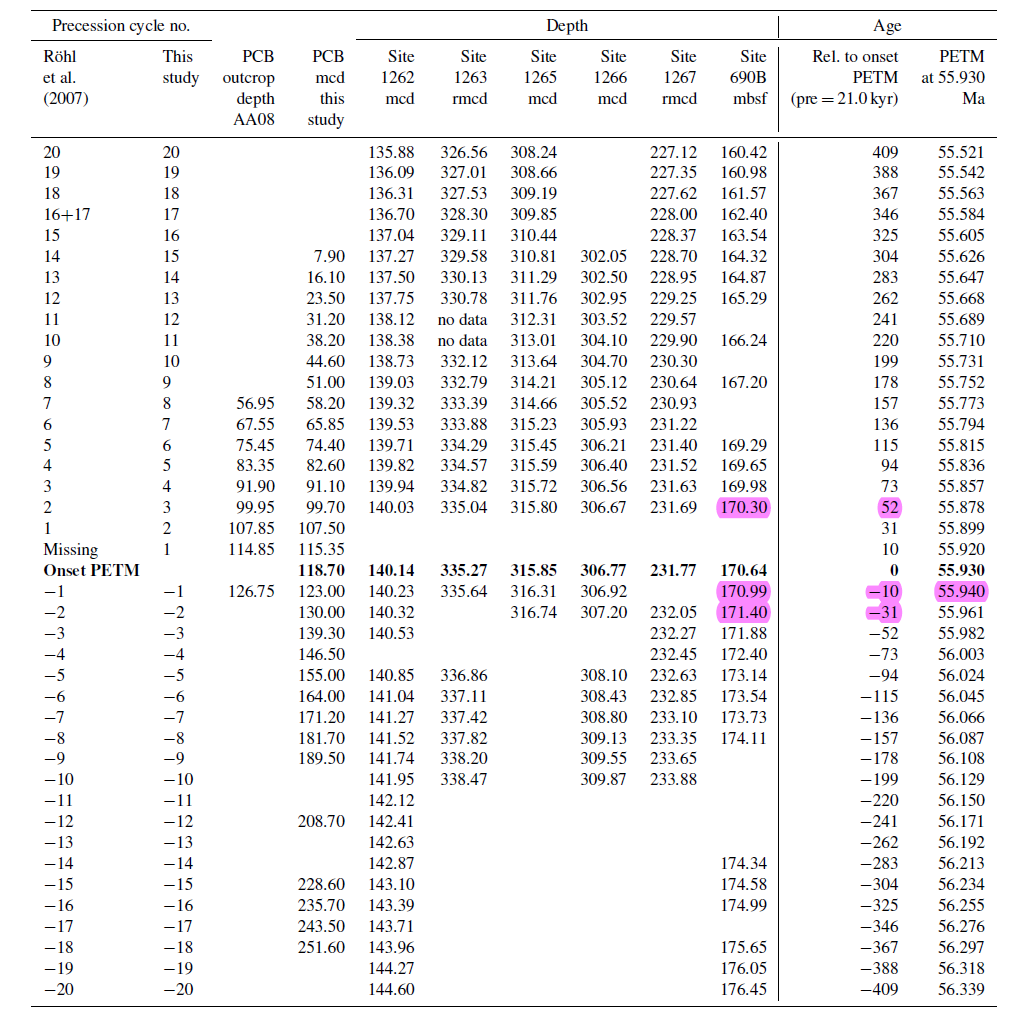 Precession cycle no. Depth Age
Röhl This PCB PCB Site Site Site Site Site Site Rel. to onset PETM
et al. study outcrop mcd 1262 1263 1265 1266 1267 690B PETM at 55.930
(2007) depth this mcd rmcd mcd mcd rmcd mbsf (pre = 21.0 kyr) Ma
AA08 study
20 20 135.88 326.56 308.24 227.12 160.42 409 55.521
19 19 136.09 327.01 308.66 227.35 160.98 388 55.542
18 18 136.31 327.53 309.19 227.62 161.57 367 55.563
16+17 17 136.70 328.30 309.85 228.00 162.40 346 55.584
15 16 137.04 329.11 310.44 228.37 163.54 325 55.605
14 15 7.90 137.27 329.58 310.81 302.05 228.70 164.32 304 55.626
13 14 16.10 137.50 330.13 311.29 302.50 228.95 164.87 283 55.647
12 13 23.50 137.75 330.78 311.76 302.95 229.25 165.29 262 55.668
11 12 31.20 138.12 no data 312.31 303.52 229.57 241 55.689
10 11 38.20 138.38 no data 313.01 304.10 229.90 166.24 220 55.710
9 10 44.60 138.73 332.12 313.64 304.70 230.30 199 55.731
8 9 51.00 139.03 332.79 314.21 305.12 230.64 167.20 178 55.752
7 8 56.95 58.20 139.32 333.39 314.66 305.52 230.93 157 55.773
6 7 67.55 65.85 139.53 333.88 315.23 305.93 231.22 136 55.794
5 6 75.45 74.40 139.71 334.29 315.45 306.21 231.40 169.29 115 55.815
4 5 83.35 82.60 139.82 334.57 315.59 306.40 231.52 169.65 94 55.836
3 4 91.90 91.10 139.94 334.82 315.72 306.56 231.63 169.98 73 55.857
2 3 99.95 99.70 140.03 335.04 315.80 306.67 231.69 170.30 52 55.878
1 2 107.85 107.50 31 55.899
Missing 1 114.85 115.35 10 55.920
Onset PETM 118.70 140.14 335.27 315.85 306.77 231.77 170.64 0 55.930
−1 −1 126.75 123.00 140.23 335.64 316.31 306.92 170.99 −10 55.940
−2 −2 130.00 140.32 316.74 307.20 232.05 171.40 −31 55.961
−3 −3 139.30 140.53 232.27 171.88 −52 55.982
−4 −4 146.50 232.45 172.40 −73 56.003
−5 −5 155.00 140.85 336.86 308.10 232.63 173.14 −94 56.024
−6 −6 164.00 141.04 337.11 308.43 232.85 173.54 −115 56.045
−7 −7 171.20 141.27 337.42 308.80 233.10 173.73 −136 56.066
−8 −8 181.70 141.52 337.82 309.13 233.35 174.11 −157 56.087
−9 −9 189.50 141.74 338.20 309.55 233.65 −178 56.108
−10 −10 141.95 338.47 309.87 233.88 −199 56.129
−11 −11 142.12 −220 56.150
−12 −12 208.70 142.41 −241 56.171
−13 −13 142.63 −262 56.192
−14 −14 142.87 174.34 −283 56.213
−15 −15 228.60 143.10 174.58 −304 56.234
−16 −16 235.70 143.39 174.99 −325 56.255
−17 −17 243.50 143.71 −346 56.276
−18 −18 251.60 143.96 175.65 −367 56.297
−19 −19 144.27 176.05 −388 56.318
−20 −20 144.60 176.45 −409 56.339